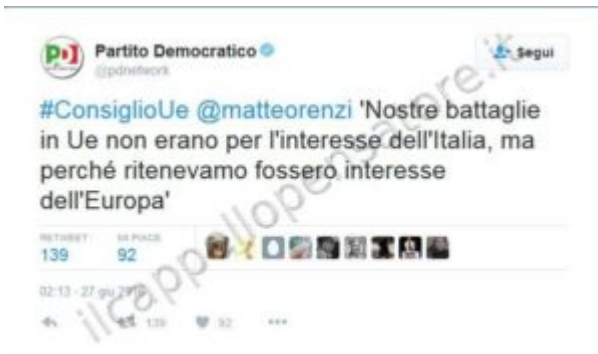 PD
Partito Democratico
@pdnetwork
Segui
#ConsiglioUe @matteorenzi 'Nostre battaglie
in Ue non erano per l'interesse dell'Italia, ma
perché ritenevamo fossero interesse
dell'Europa'
RETWEET MI PIACE
139 92
02:13 - 27 giu
139 92
ilcappellopensatore.it